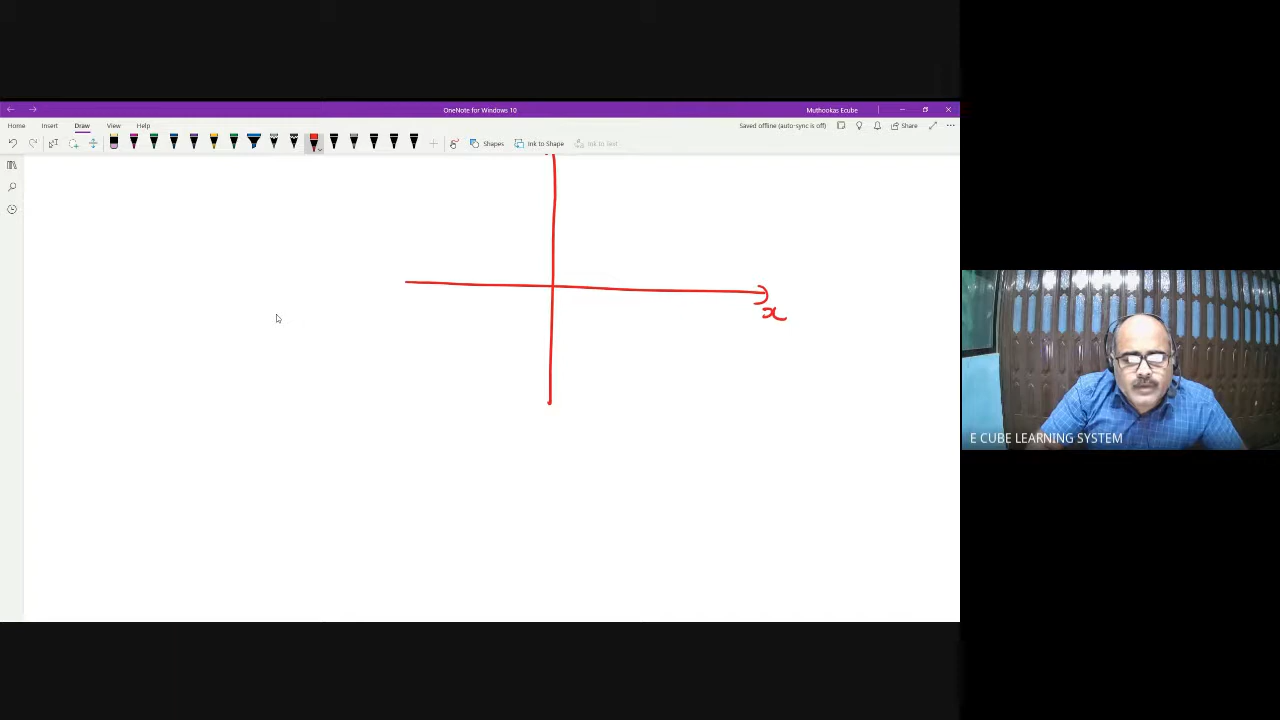 OneNote for Windows 10
Muthookas Ecube
Home Insert Draw View Help
Saved offline (auto-sync is off)
Share
Shapes
Ink to Shape
Ink to Text
x
E CUBE LEARNING SYSTEM